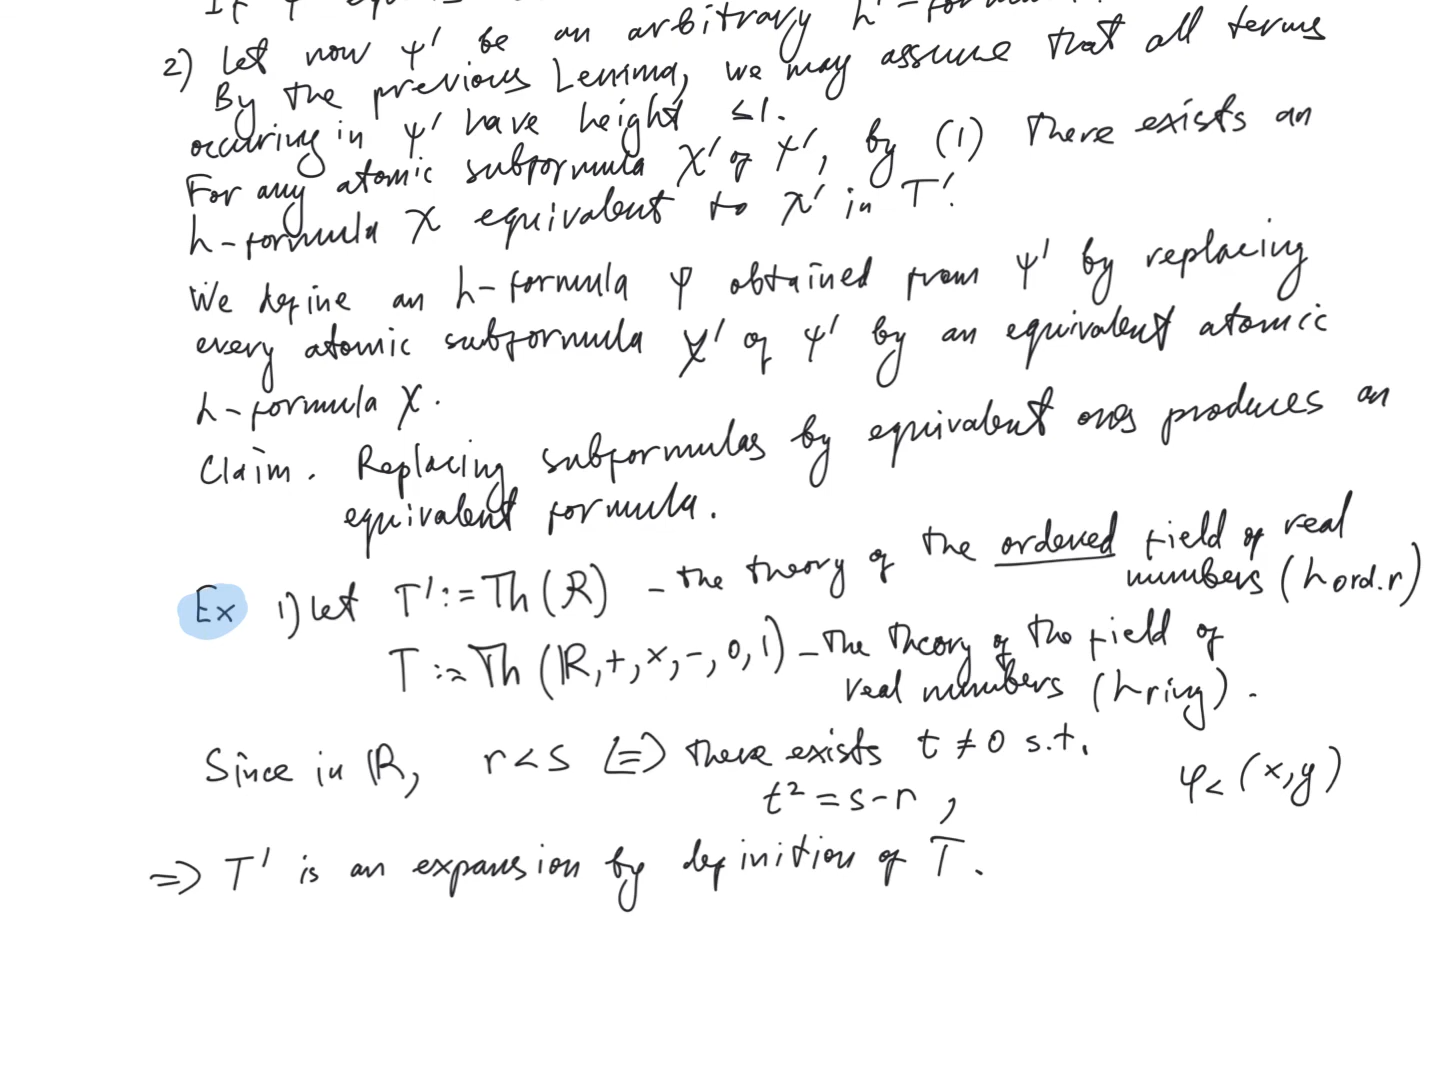 If φ'
2) Let now φ' be an arbitrary h'-formula.
By the previous Lemma, we may assume that all terms
occuring in φ' have height ≤1.
For any atomic subformula χ' of φ', by (1) there exists an
h-formula χ equivalent to χ' in T'.
We define an h-formula φ obtained from φ' by replacing
every atomic subformula χ' of φ' by an equivalent atomic
h-formula χ.
Claim. Replacing subformulas by equivalent ones produces an
equivalent formula.
Ex 1) Let T' := Th(R) - the theory of the ordered field of real
numbers (h ord.r)
T := Th (ℝ,+,×,-,0,1) - the theory of the field of
real numbers (h ring).
Since in ℝ, r<s (≡) there exists t ≠ 0 s.t.
t² = s-r ,
φ< (x,y)
=> T' is an expansion by definition of T.